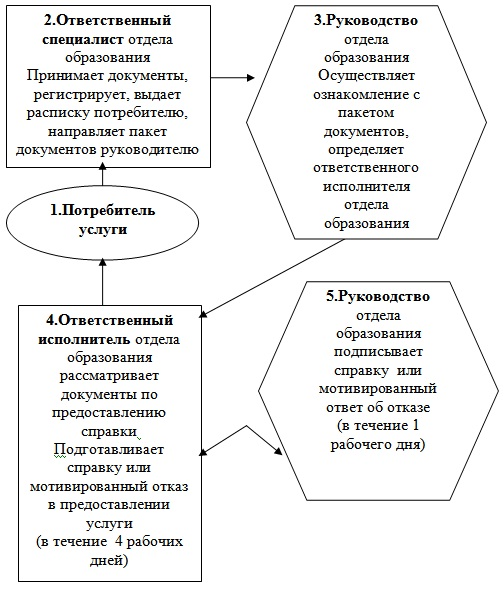 2.Ответственный
специалист отдела
образования
Принимает документы,
регистрирует, выдает
расписку потребителю,
направляет пакет
документов руководителю
3.Руководство
отдела
образования
Осуществляет
ознакомление с
пакетом
документов,
определяет
ответственного
исполнителя
отдела
образования
1.Потребитель
услуги
4.Ответственный
исполнитель отдела
образования
рассматривает
документы по
предоставлению
справки
Подготавливает
справку или
мотивированный отказ
в предоставлении
услуги
(в течение 4 рабочих
дней)
5.Руководство
отдела
образования
подписывает
справку или
мотивированный
ответ об отказе
(в течение 1
рабочего дня)